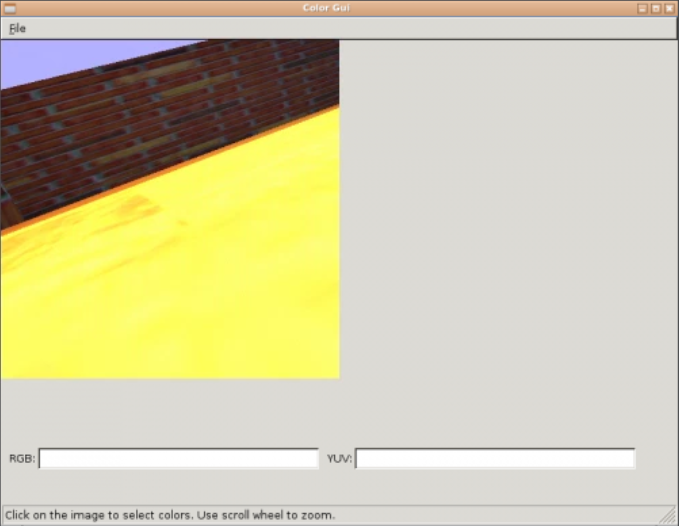 Color Gui
File
RGB: YUV:
Click on the image to select colors. Use scroll wheel to zoom.